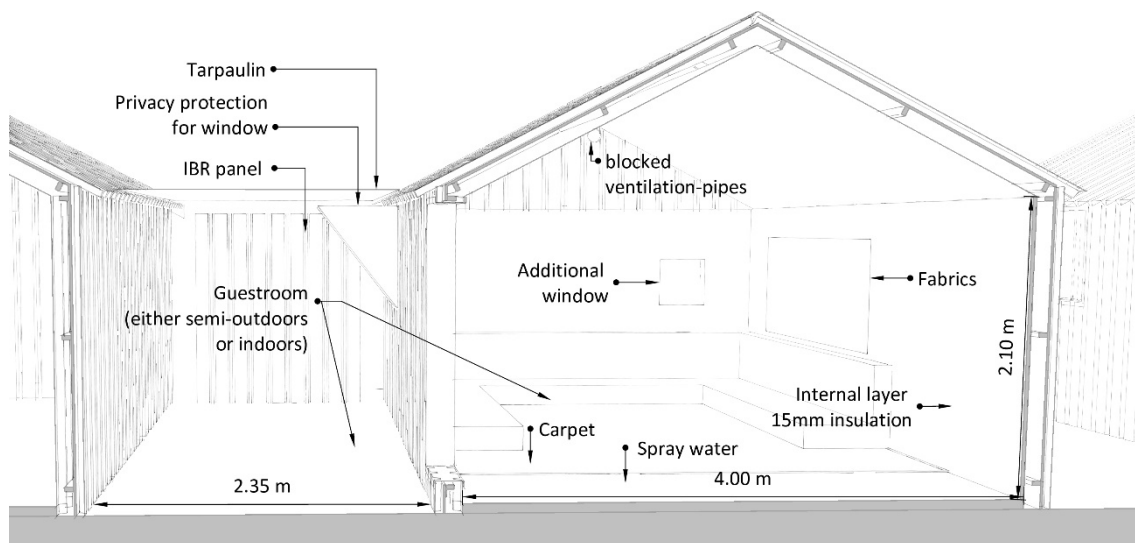 Tarpaulin
Privacy protection
for window
IBR panel
blocked
ventilation-pipes
Additional
window
Fabrics
Guestroom
(either semi-outdoors
or indoors)
2.10 m
Internal layer
15mm insulation
Carpet
Spray water
2.35 m
4.00 m